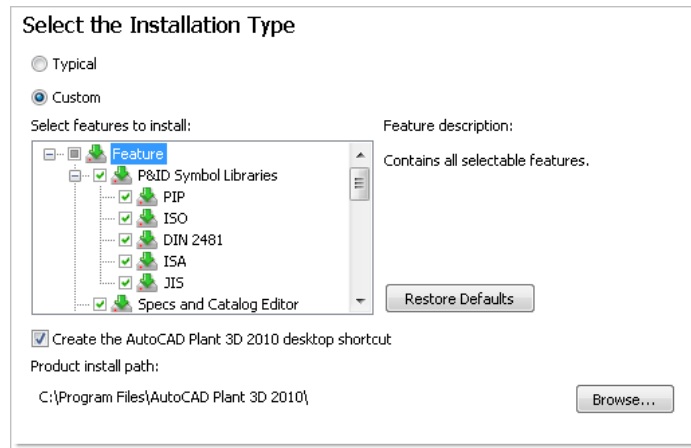 Select the Installation Type
Typical
Custom
Select features to install:
Feature description:
Feature
Contains all selectable features.
P&ID Symbol Libraries
PIP
ISO
DIN 2481
ISA
JIS
Specs and Catalog Editor
Restore Defaults
Create the AutoCAD Plant 3D 2010 desktop shortcut
Product install path:
C:\Program Files\AutoCAD Plant 3D 2010\
Browse...